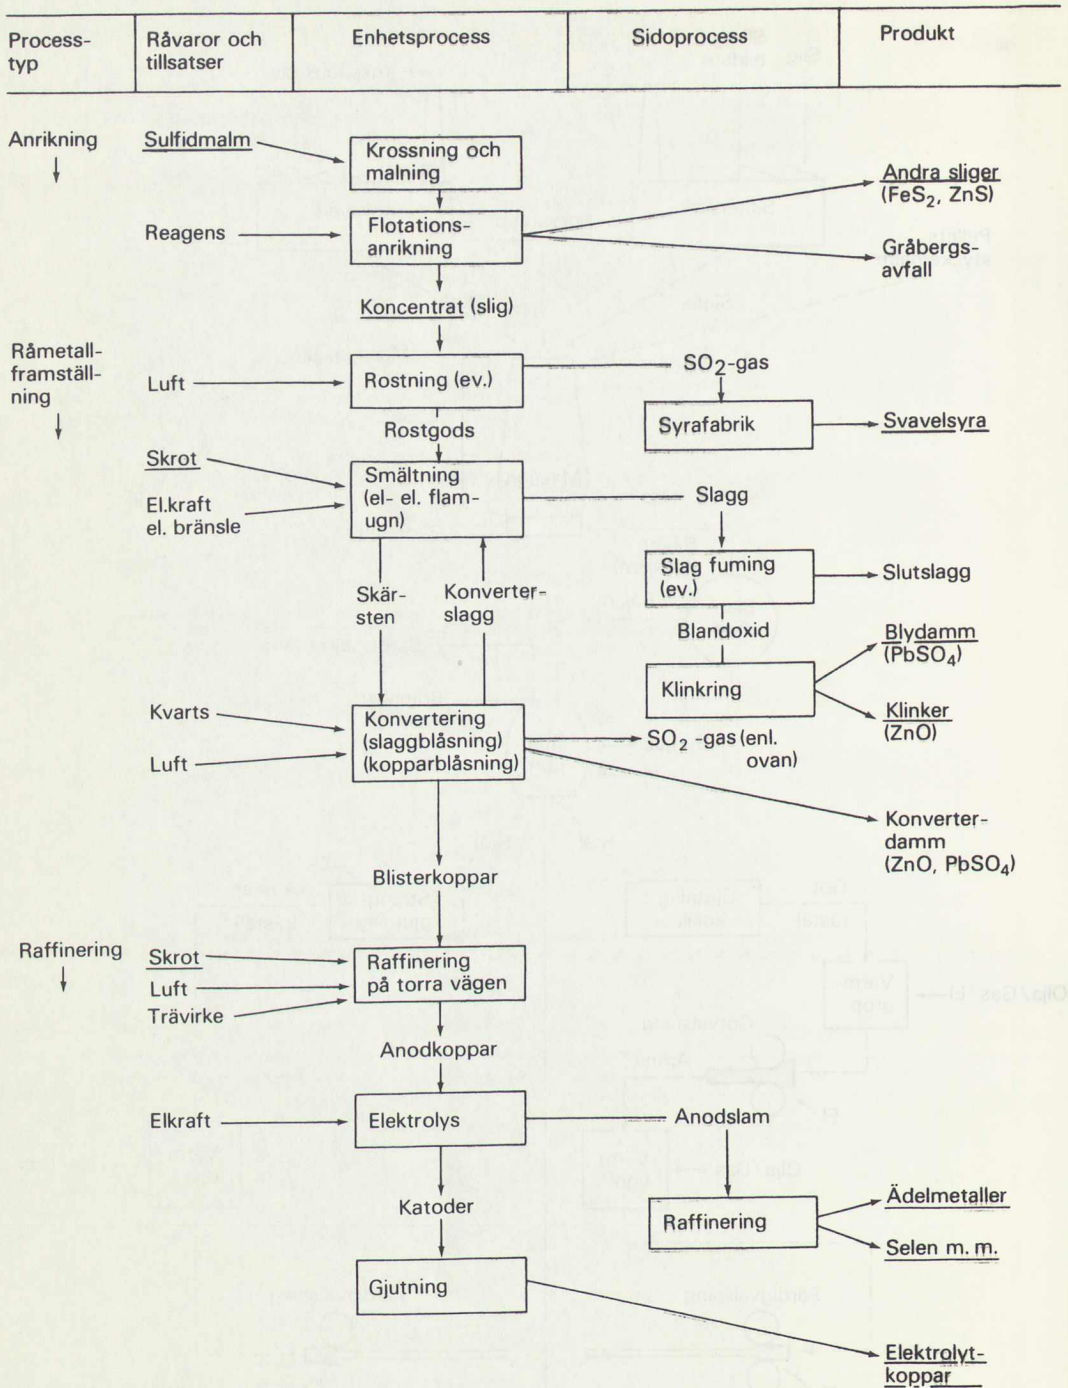 Process-
typ
Råvaror och
tillsatser
Enhetsprocess
Sidoprocess
Produkt
Anrikning
Sulfidmalm
Krossning och
malning
Andra sliger
(FeS2, ZnS)
Reagens
Flotations-
anrikning
Gråbergs-
avfall
Koncentrat (slig)
Råmetall-
framställ-
ning
Luft
Rostning (ev.)
SO2-gas
Syrafabrik
Svavelsyra
Rostgods
Skrot
El.kraft
el. bränsle
Smältning
(el- el. flam-
ugn)
Slagg
Slag fuming
(ev.)
Slutslagg
Skär-
sten
Konverter-
slagg
Blandoxid
Blydamm
(PbSO4)
Klinkring
Klinker
(ZnO)
Kvarts
Luft
Konvertering
(slaggblåsning)
(kopparblåsning)
SO2 -gas (enl.
ovan)
Konverter-
damm
(ZnO, PbSO4)
Blisterkoppar
Raffinering
Skrot
Luft
Trävirke
Raffinering
på torra vägen
Anodkoppar
Elkraft
Elektrolys
Anodslam
Katoder
Raffinering
Ädelmetaller
Selen m. m.
Gjutning
Elektrolyt-
koppar